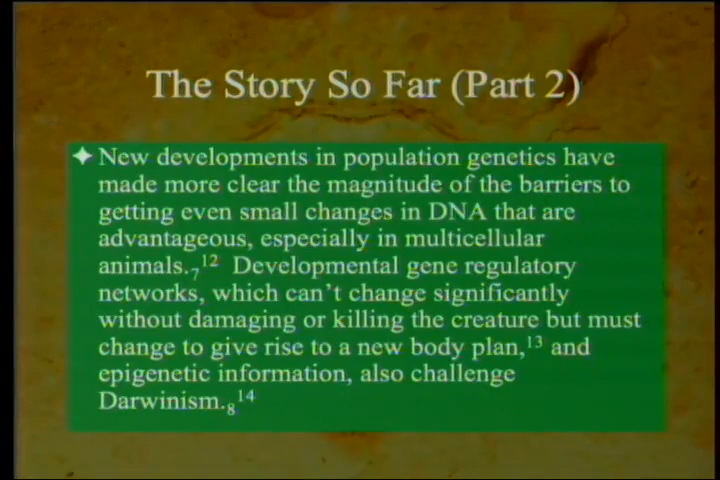 The Story So Far (Part 2)
✦New developments in population genetics have
made more clear the magnitude of the barriers to
getting even small changes in DNA that are
advantageous, especially in multicellular
animals.₇¹² Developmental gene regulatory
networks, which can't change significantly
without damaging or killing the creature but must
change to give rise to a new body plan,¹³ and
epigenetic information, also challenge
Darwinism.₈¹⁴